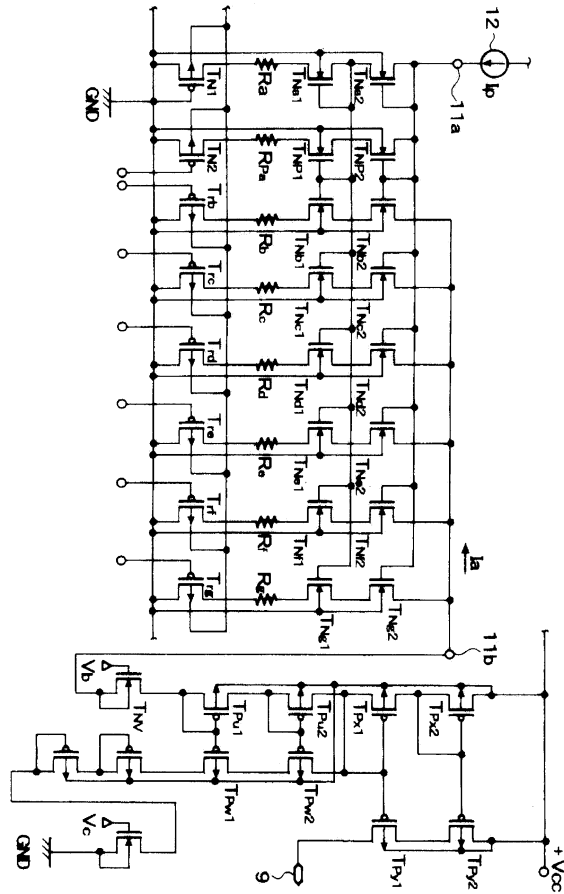 12
Ip
11a
TNa2
TNa1
Ra
TN1
GND
TNP2
TNP1
RPa
TN2
TNb2
TNb1
Rb
Trb
TNc2
TNc1
Rc
Trc
TNd2
TNd1
Rd
Trd
TNe2
TNe1
Re
Tre
TNf2
TNf1
Rf
Trf
TNg2
TNg1
Rg
Trg
Ia
11b
Vb
TNV
TPu1
TPu2
TPx1
TPx2
TPw1
TPw2
Vc
GND
9
TPy1
TPy2
+Vcc